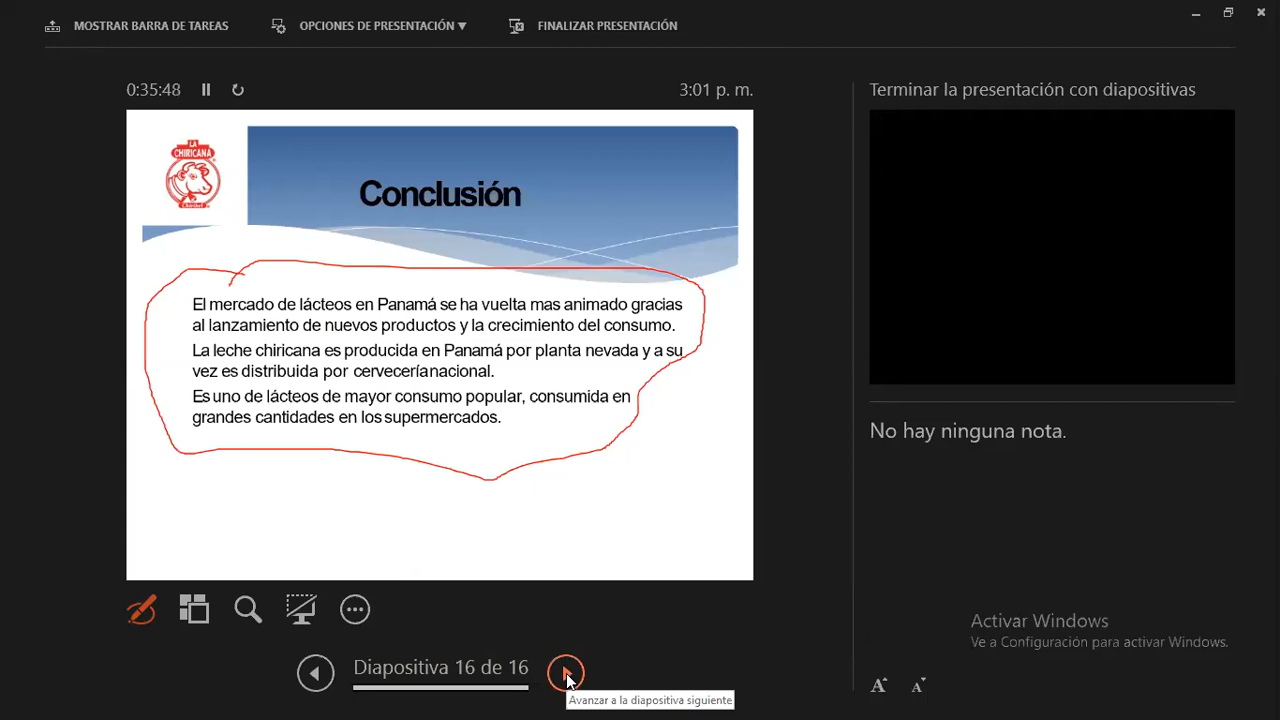 MOSTRAR BARRA DE TAREAS OPCIONES DE PRESENTACIÓN ▼ FINALIZAR PRESENTACIÓN
0:35:48 3:01 p. m.
LA
CHIRICANA
Conclusión
El mercado de lácteos en Panamá se ha vuelta mas animado gracias
al lanzamiento de nuevos productos y la crecimiento del consumo.
La leche chiricana es producida en Panamá por planta nevada y a su
vez es distribuida por cerveceríanacional.
Es uno de lácteos de mayor consumo popular, consumida en
grandes cantidades en los supermercados.
Diapositiva 16 de 16
Avanzar a la diapositiva siguiente
Terminar la presentación con diapositivas
No hay ninguna nota.
Activar Windows
Ve a Configuración para activar Windows.
A A